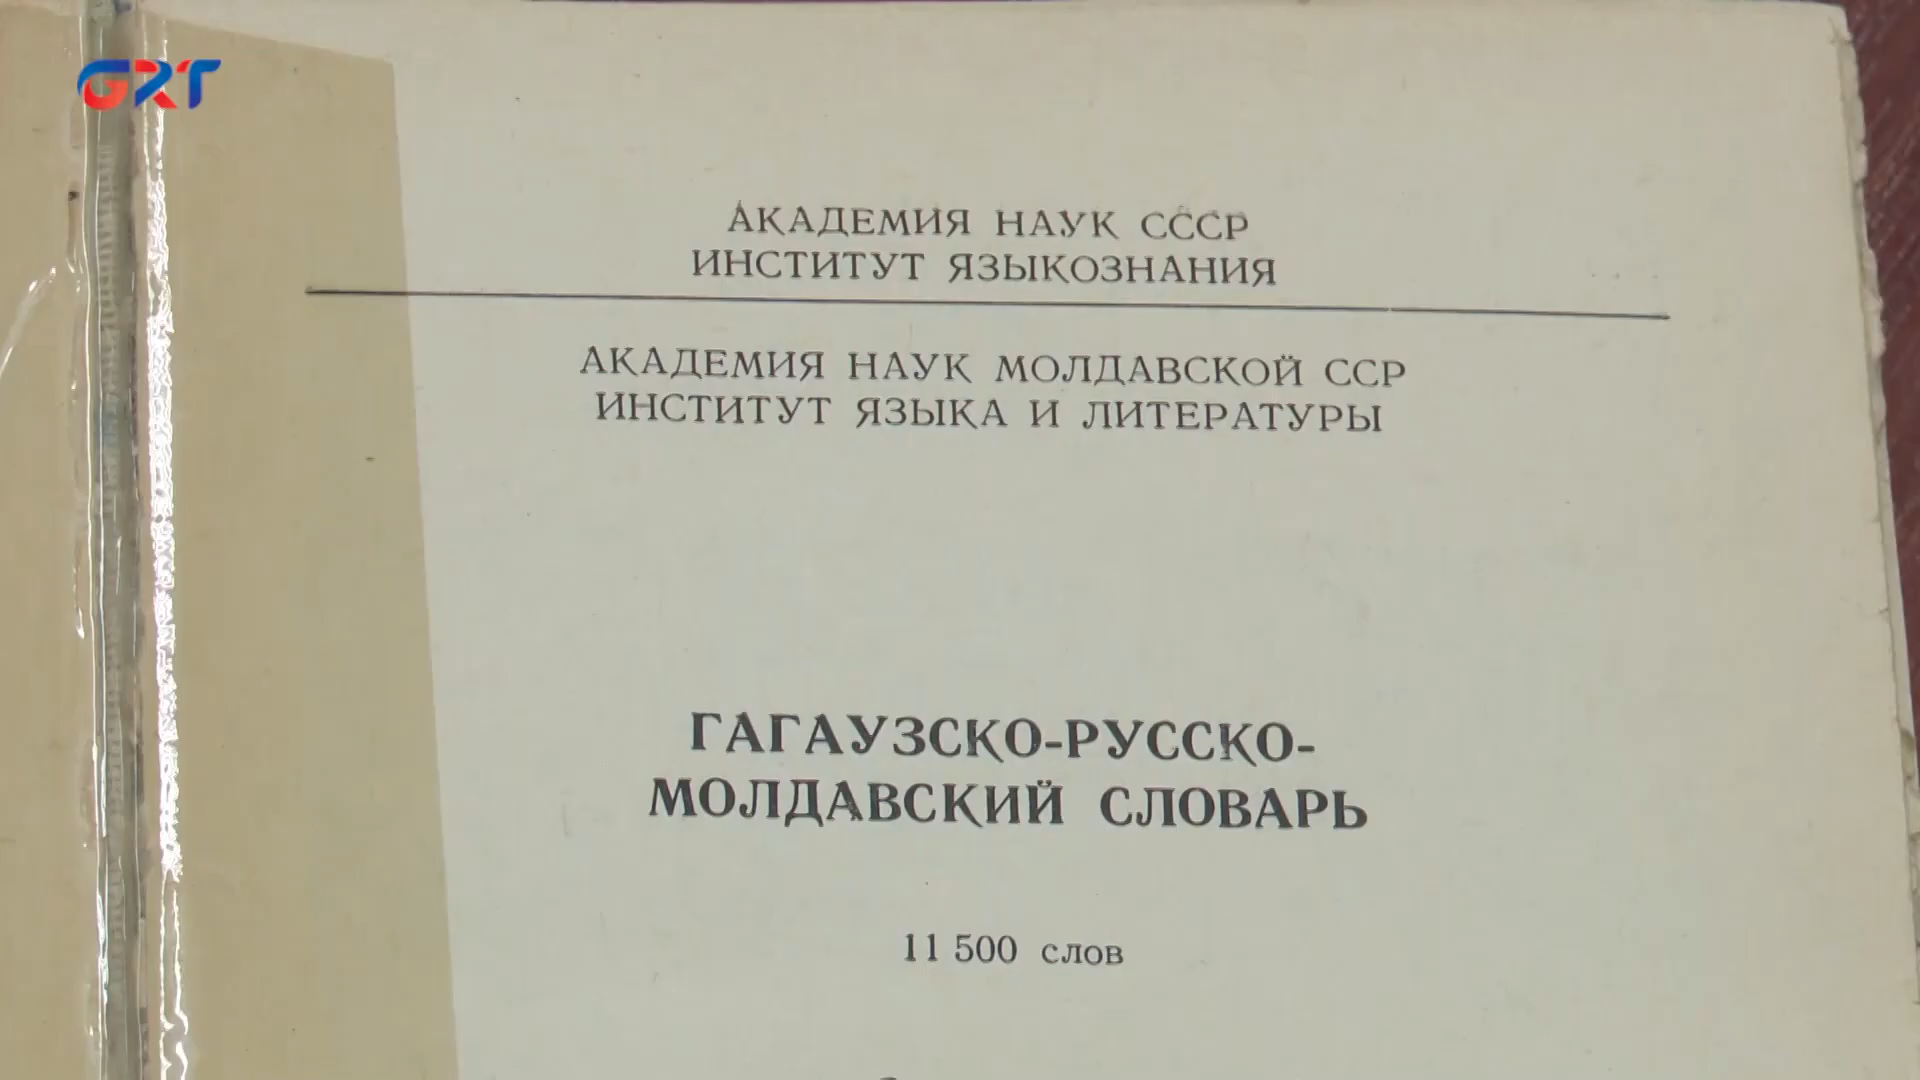 GRT
АКАДЕМИЯ НАУК СССР
ИНСТИТУТ ЯЗЫКОЗНАНИЯ
АКАДЕМИЯ НАУК МОЛДАВСКОЙ ССР
ИНСТИТУТ ЯЗЫКА И ЛИТЕРАТУРЫ
ГАГАУЗСКО-РУССКО-
МОЛДАВСКИЙ СЛОВАРЬ
11 500 слов